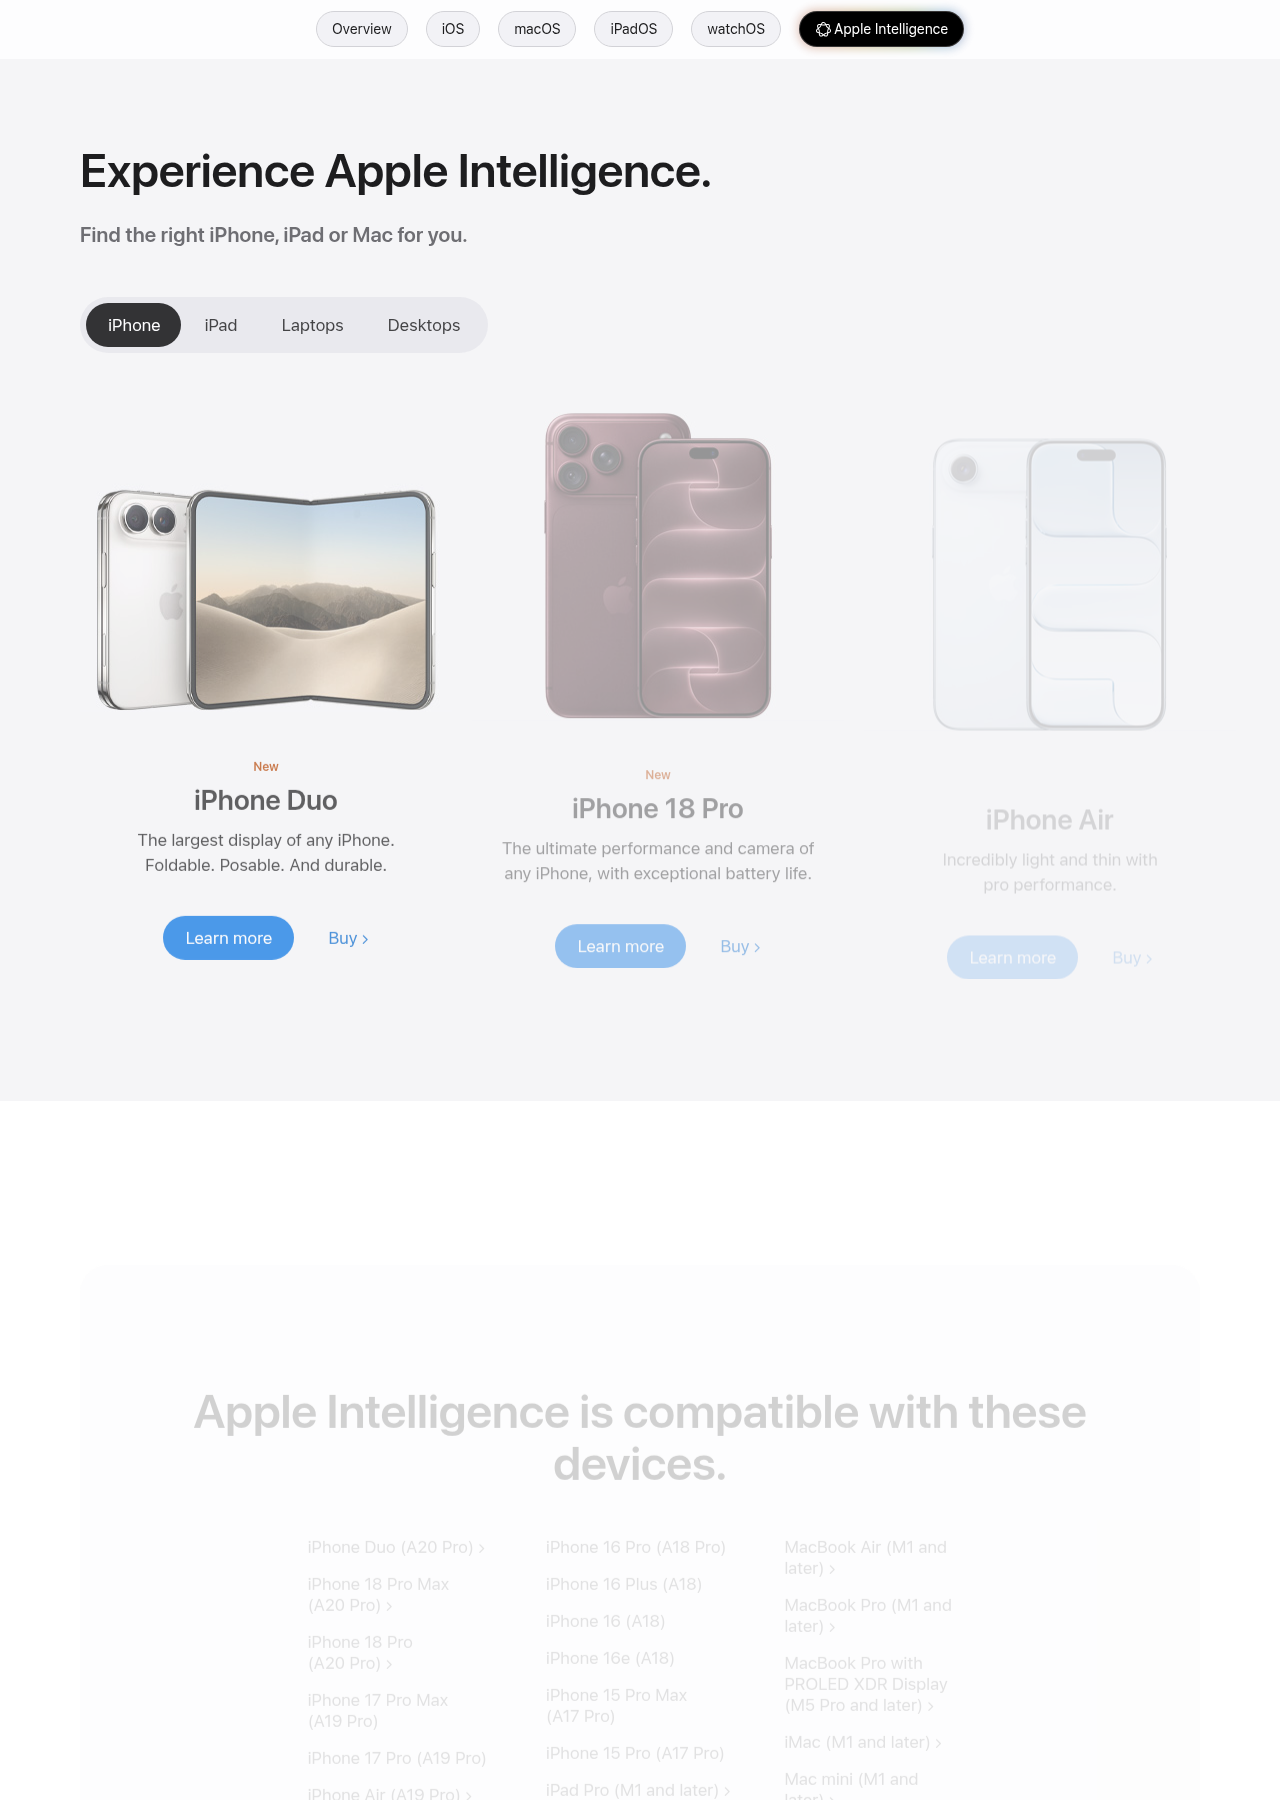 Overview
iOS
macOS
iPadOS
watchOS
Apple Intelligence
Experience Apple Intelligence.
Find the right iPhone, iPad or Mac for you.
iPhone
iPad
Laptops
Desktops
New
iPhone Duo
The largest display of any iPhone.
Foldable. Posable. And durable.
Learn more
Buy >
New
iPhone 18 Pro
The ultimate performance and camera of
any iPhone, with exceptional battery life.
Learn more
Buy >
iPhone Air
Incredibly light and thin with
pro performance.
Learn more
Buy >
Apple Intelligence is compatible with these
devices.
iPhone Duo (A20 Pro) >
iPhone 18 Pro Max
(A20 Pro) >
iPhone 18 Pro
(A20 Pro) >
iPhone 17 Pro Max
(A19 Pro)
iPhone 17 Pro (A19 Pro)
iPhone Air (A19 Pro) >
iPhone 16 Pro (A18 Pro)
iPhone 16 Plus (A18)
iPhone 16 (A18)
iPhone 16e (A18)
iPhone 15 Pro Max
(A17 Pro)
iPhone 15 Pro (A17 Pro)
iPad Pro (M1 and later) >
MacBook Air (M1 and
later) >
MacBook Pro (M1 and
later) >
MacBook Pro with
PROLED XDR Display
(M5 Pro and later) >
iMac (M1 and later) >
Mac mini (M1 and
later) >